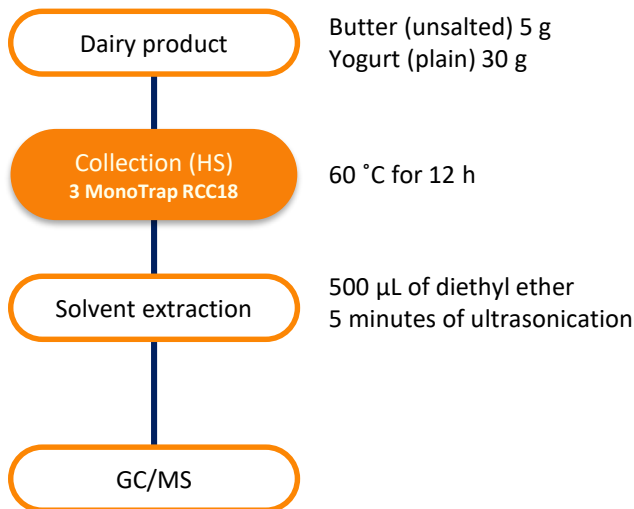 Dairy product
Butter (unsalted) 5 g
Yogurt (plain) 30 g
Collection (HS)
3 MonoTrap RCC18
60 ˚C for 12 h
Solvent extraction
500 µL of diethyl ether
5 minutes of ultrasonication
GC/MS